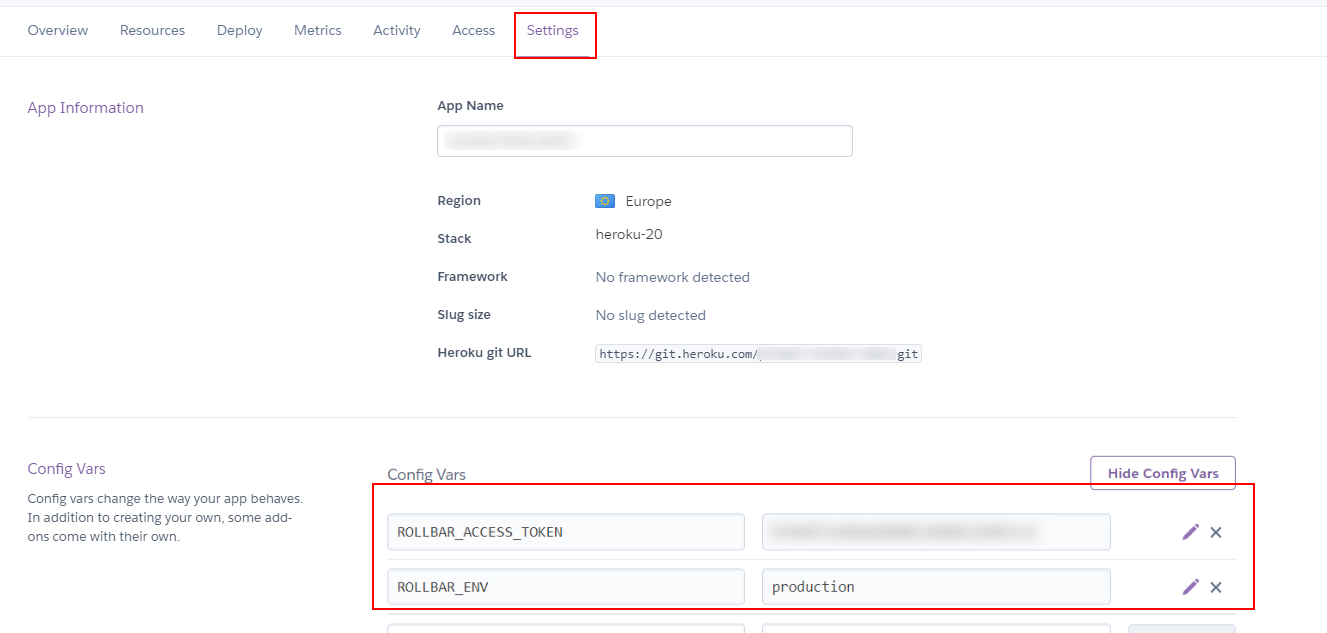 Overview Resources Deploy Metrics Activity Access Settings
App Information
App Name
Region Europe
Stack heroku-20
Framework No framework detected
Slug size No slug detected
Heroku git URL https://git.heroku.com/ git
Config Vars
Config vars change the way your app behaves.
In addition to creating your own, some add-
ons come with their own.
Config Vars Hide Config Vars
ROLLBAR_ACCESS_TOKEN
ROLLBAR_ENV production